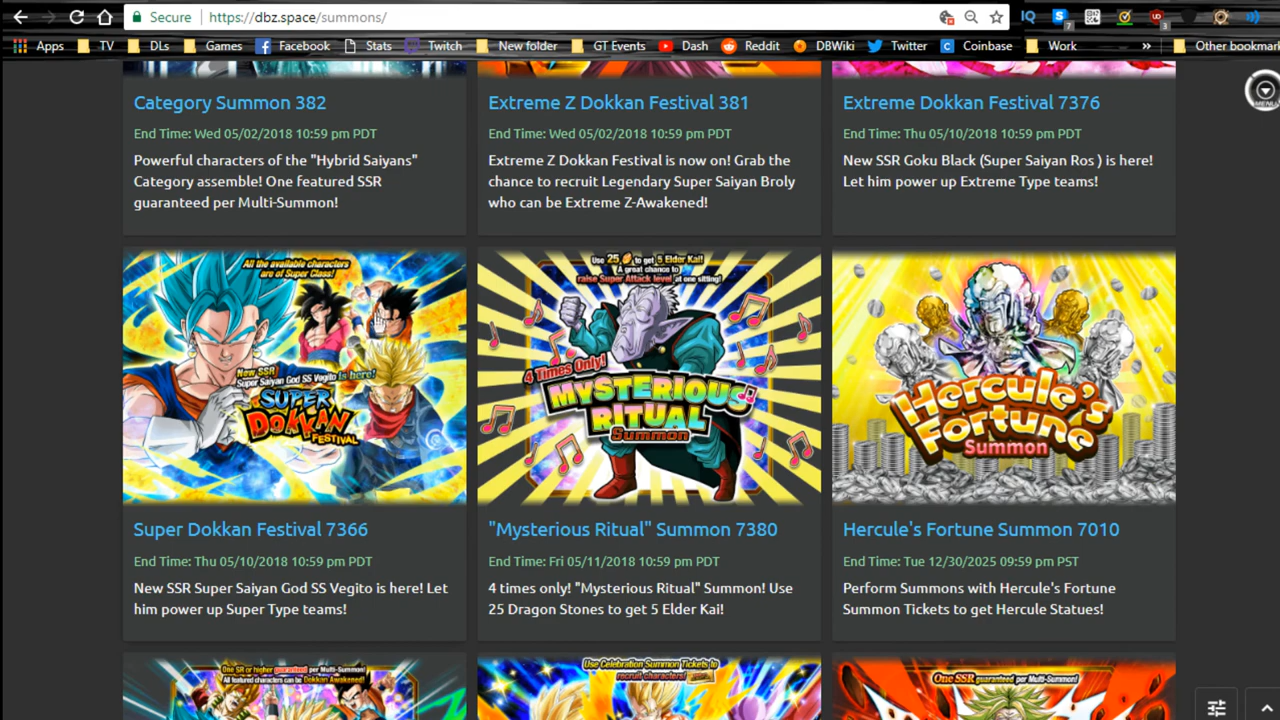 Secure
https://dbz.space/summons/
IQ
7
3
Apps
TV
DLs
Games
Facebook
Stats
Twitch
New folder
GT Events
Dash
Reddit
DBWiki
Twitter
Coinbase
Work
»
Other bookmar
MENU
Category Summon 382
End Time: Wed 05/02/2018 10:59 pm PDT
Powerful characters of the "Hybrid Saiyans"
Category assemble! One featured SSR
guaranteed per Multi-Summon!
Extreme Z Dokkan Festival 381
End Time: Wed 05/02/2018 10:59 pm PDT
Extreme Z Dokkan Festival is now on! Grab the
chance to recruit Legendary Super Saiyan Broly
who can be Extreme Z-Awakened!
Extreme Dokkan Festival 7376
End Time: Thu 05/10/2018 10:59 pm PDT
New SSR Goku Black (Super Saiyan Ros ) is here!
Let him power up Extreme Type teams!
All the available characters
are of Super Class!
New SSR
Super Saiyan God SS Vegito is here!
SUPER
DOKKAN
FESTIVAL
Super Dokkan Festival 7366
End Time: Thu 05/10/2018 10:59 pm PDT
New SSR Super Saiyan God SS Vegito is here! Let
him power up Super Type teams!
Use 25 to get 5 Elder Kai!
A great chance to
raise Super Attack level at one sitting!
4 Times Only!
MYSTERIOUS
RITUAL
Summon
"Mysterious Ritual" Summon 7380
End Time: Fri 05/11/2018 10:59 pm PDT
4 times only! "Mysterious Ritual" Summon! Use
25 Dragon Stones to get 5 Elder Kai!
Hercule's
Fortune
Summon
Hercule's Fortune Summon 7010
End Time: Tue 12/30/2025 09:59 pm PST
Perform Summons with Hercule's Fortune
Summon Tickets to get Hercule Statues!
One SR or higher guaranteed per Multi-Summon!
All featured characters can be Dokkan Awakened!
Use Celebration Summon Tickets to
recruit characters!
One SSR guaranteed per Multi-Summon!